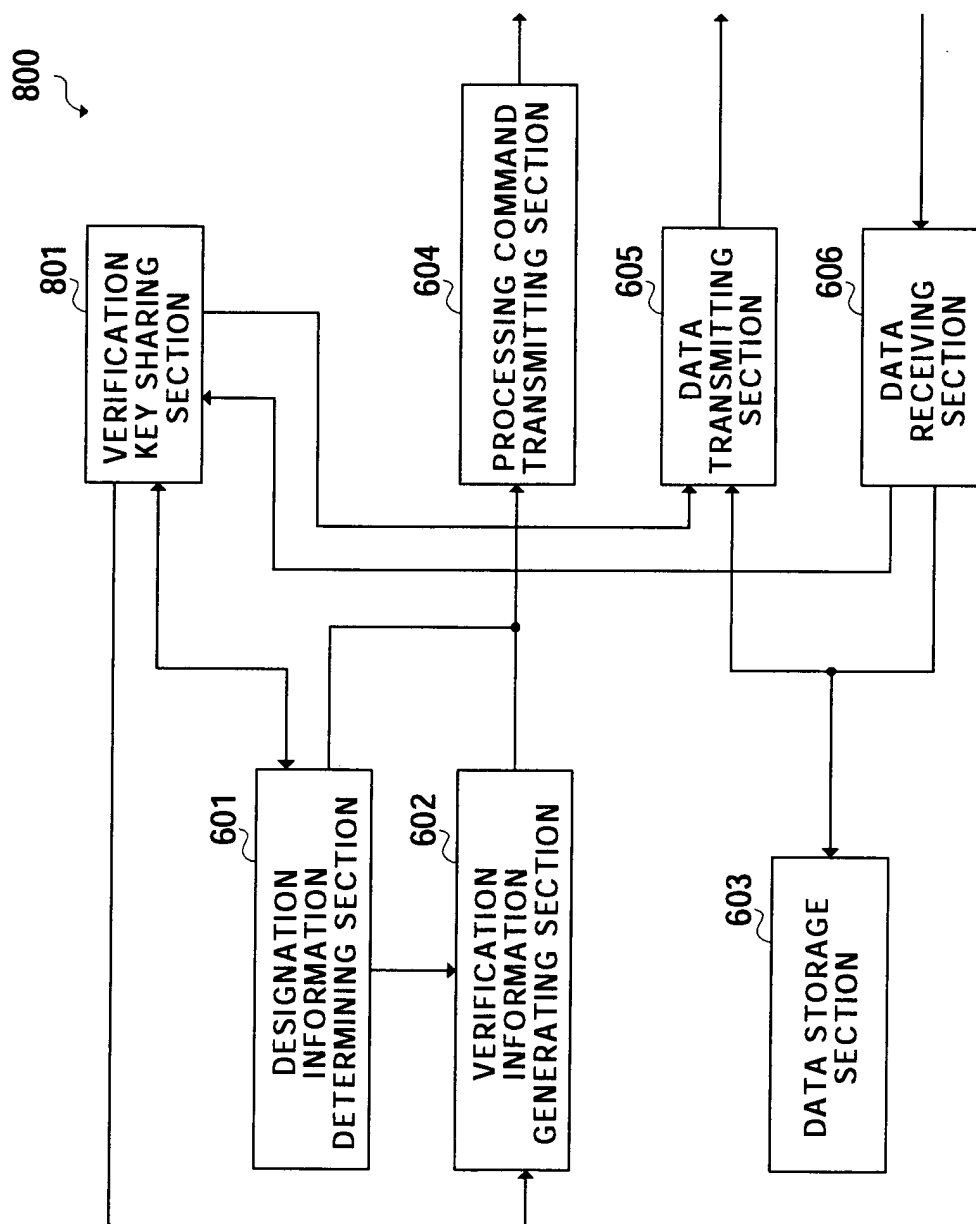 800
801
VERIFICATION
KEY SHARING
SECTION
601
DESIGNATION
INFORMATION
DETERMINING SECTION
602
VERIFICATION
INFORMATION
GENERATING SECTION
604
PROCESSING COMMAND
TRANSMITTING SECTION
603
DATA STORAGE
SECTION
605
DATA
TRANSMITTING
SECTION
606
DATA
RECEIVING
SECTION